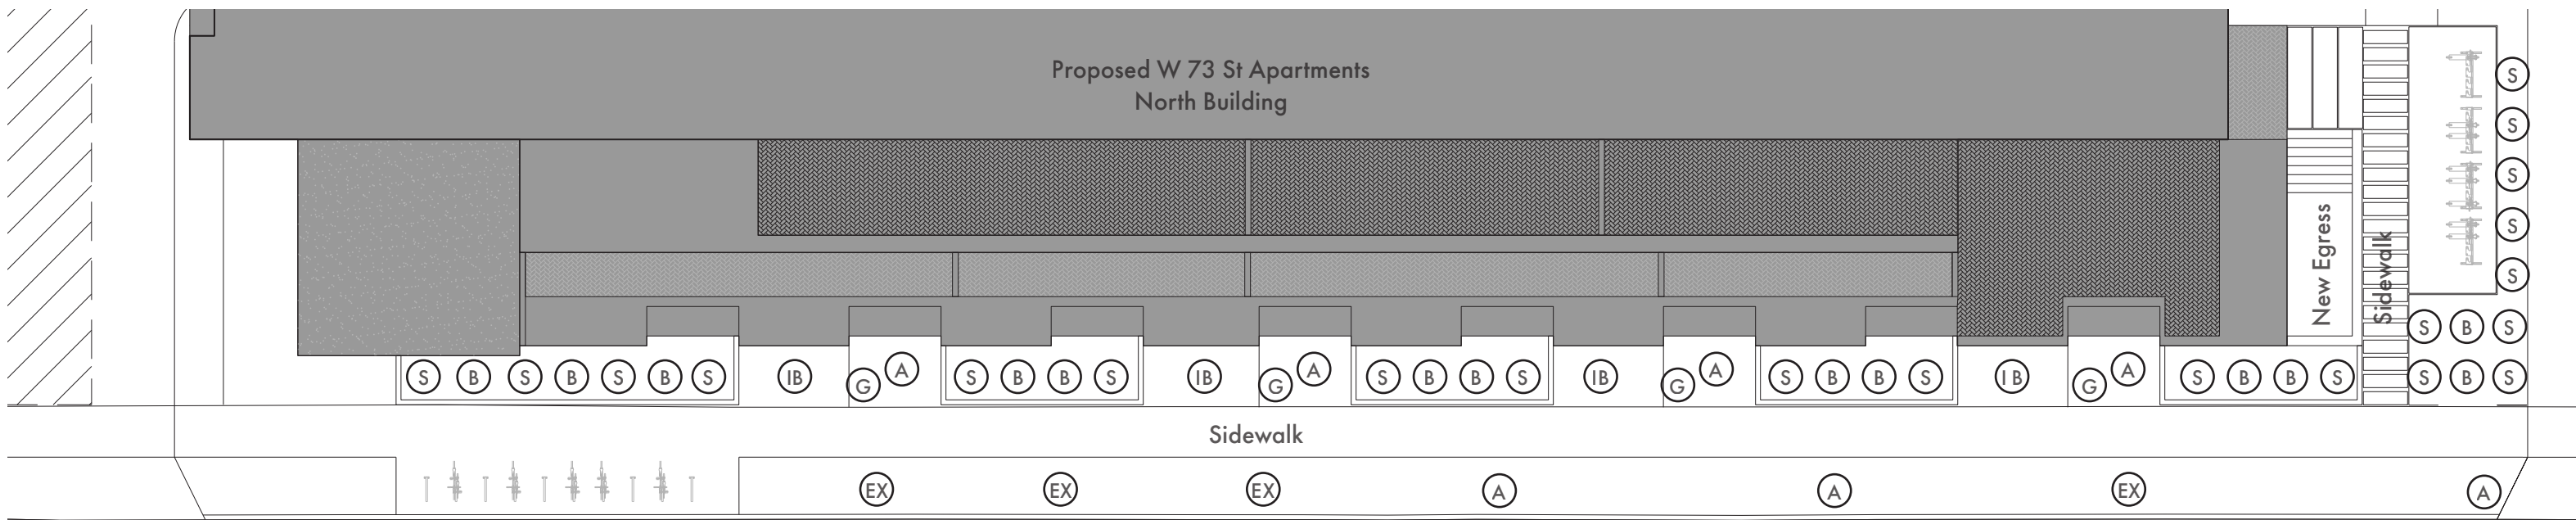 Proposed W 73 St Apartments
North Building
S
S
S
S
S
New Egress
Sidewalk
S B S
S B S B S B S IB G A S B B S IB G A S B B S IB G A S B B S IB G A S B B S S B S
Sidewalk
EX EX EX A A EX A